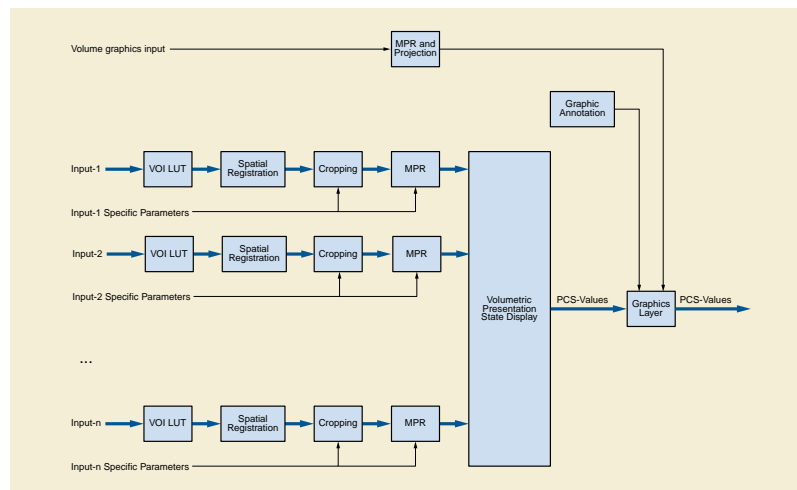 Volume graphics input
MPR and
Projection
Graphic
Annotation
Input-1
VOI LUT
Spatial
Registration
Cropping
MPR
Input-1 Specific Parameters
Input-2
VOI LUT
Spatial
Registration
Cropping
MPR
Input-2 Specific Parameters
Volumetric
Presentation
State Display
PCS-Values
Graphics
Layer
PCS-Values
...
Input-n
VOI LUT
Spatial
Registration
Cropping
MPR
Input-n Specific Parameters